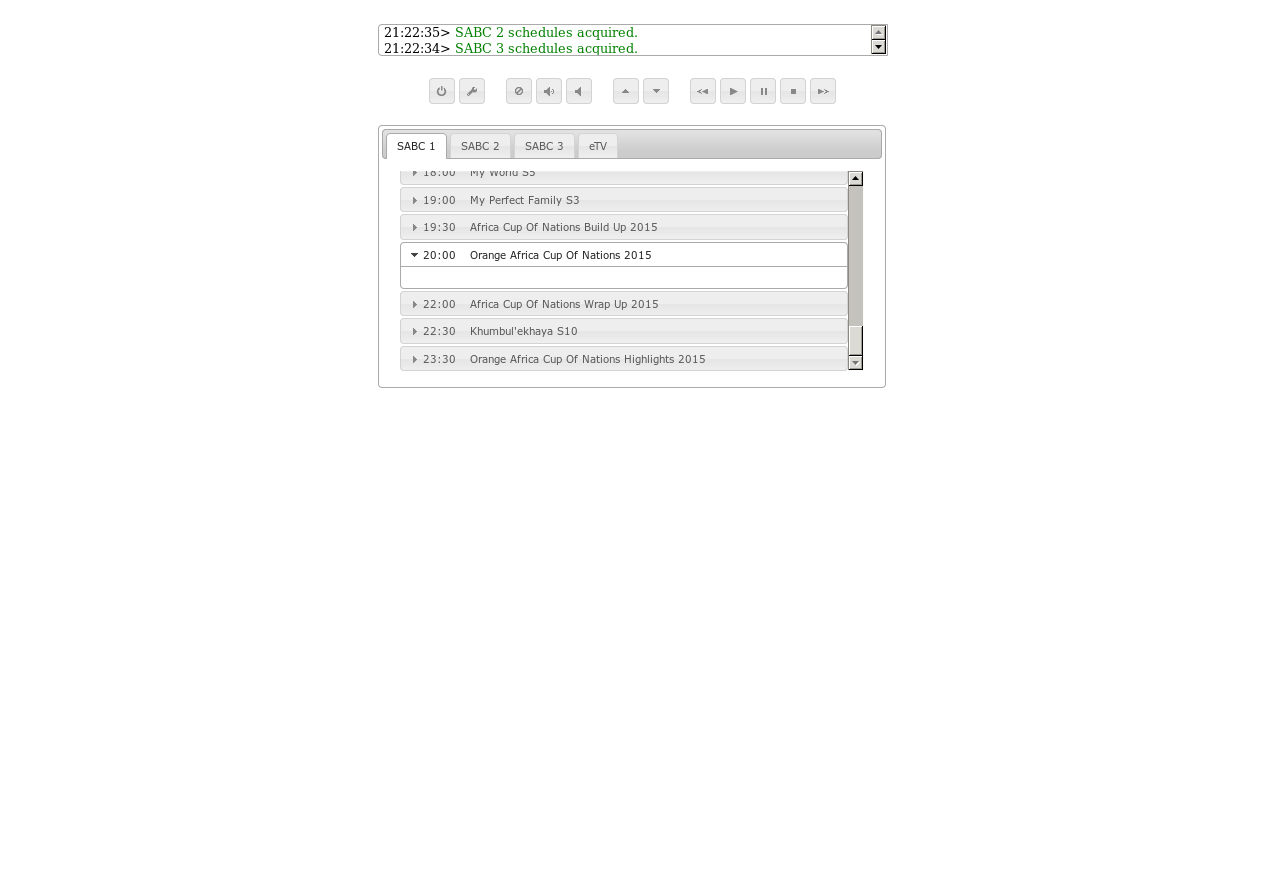 21:22:35> SABC 2 schedules acquired.
21:22:34> SABC 3 schedules acquired.
SABC 1 SABC 2 SABC 3 eTV
18:00 My World S5
19:00 My Perfect Family S3
19:30 Africa Cup Of Nations Build Up 2015
20:00 Orange Africa Cup Of Nations 2015
22:00 Africa Cup Of Nations Wrap Up 2015
22:30 Khumbul'ekhaya S10
23:30 Orange Africa Cup Of Nations Highlights 2015